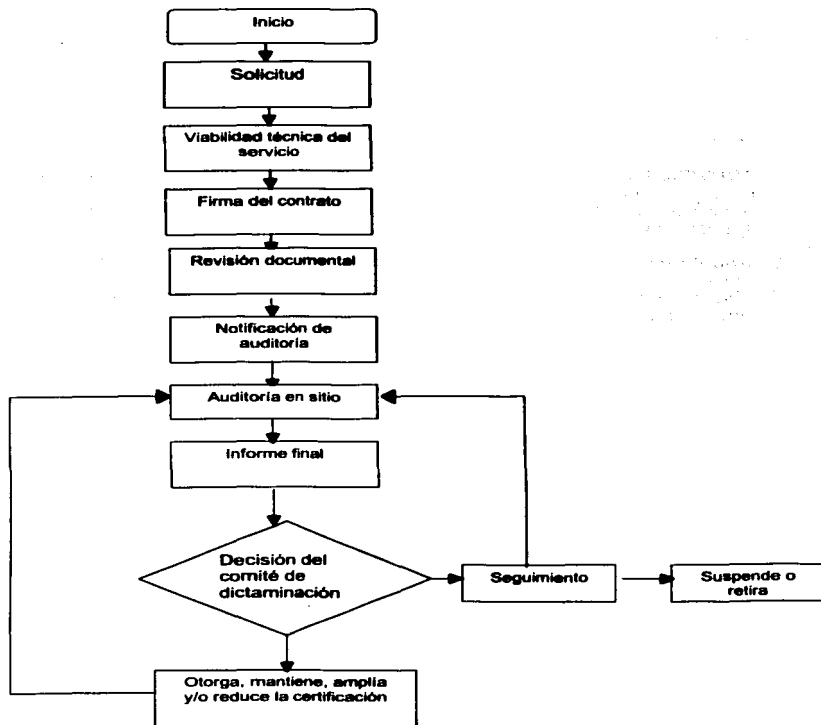 Inicio
Solicitud
Viabilidad técnica del
servicio
Firma del contrato
Revisión documental
Notificación de
auditoría
Auditoría en sitio
Informe final
Decisión del
comité de
dictaminación
Seguimiento
Suspende o
retira
Otorga, mantiene, amplía
y/o reduce la certificación